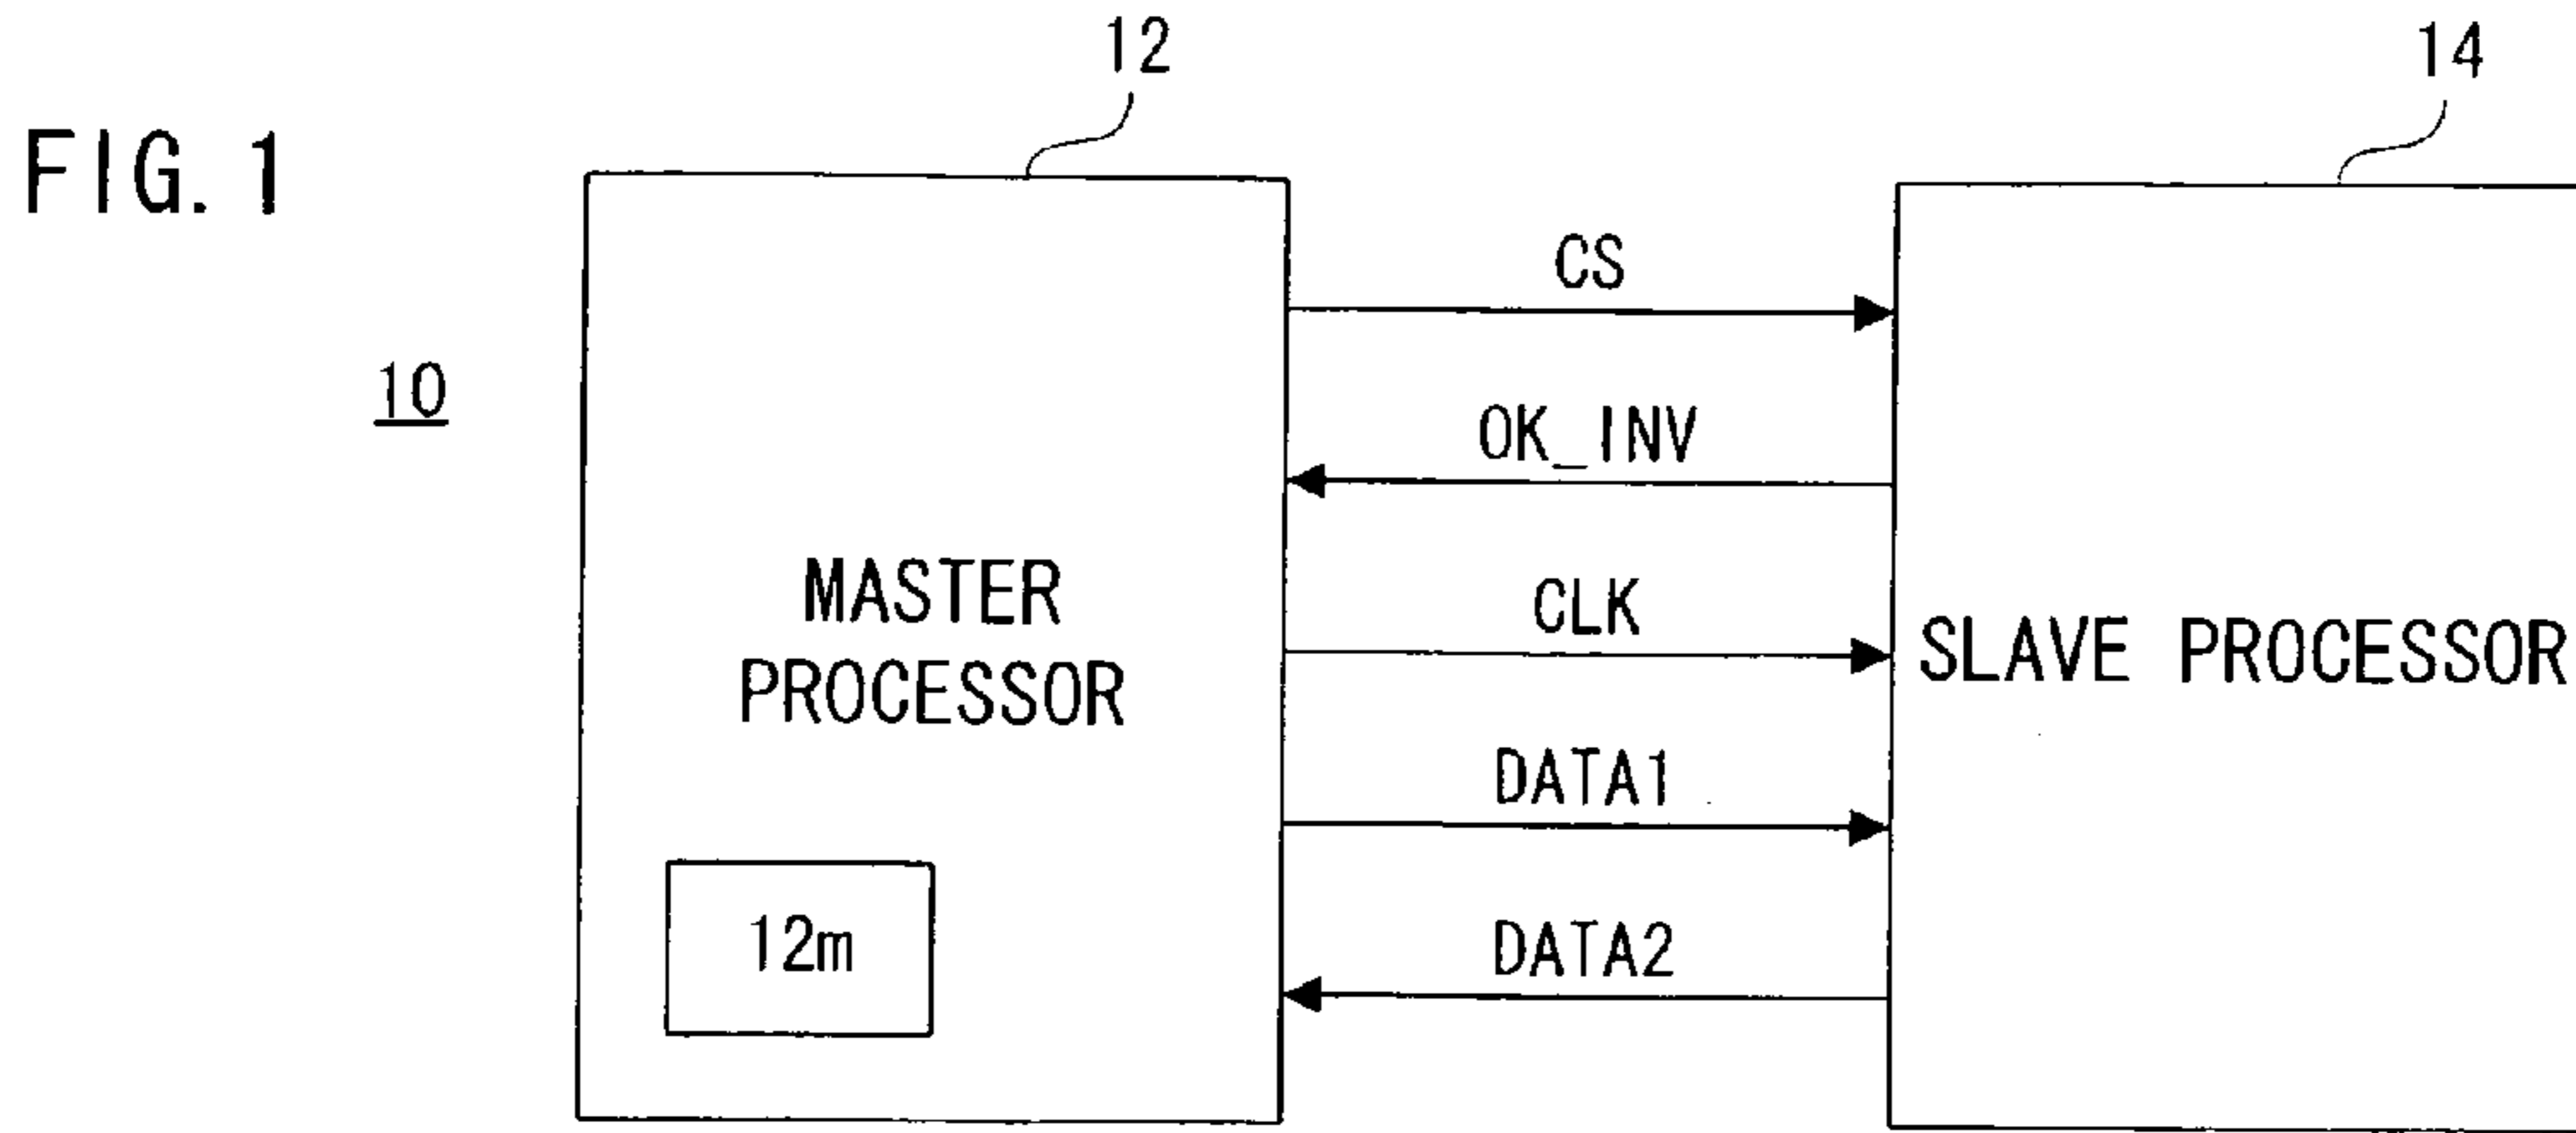 FIG. 1
10
12
14
CS
OK_INV
CLK
DATA1
DATA2
MASTER
PROCESSOR
12m
SLAVE PROCESSOR